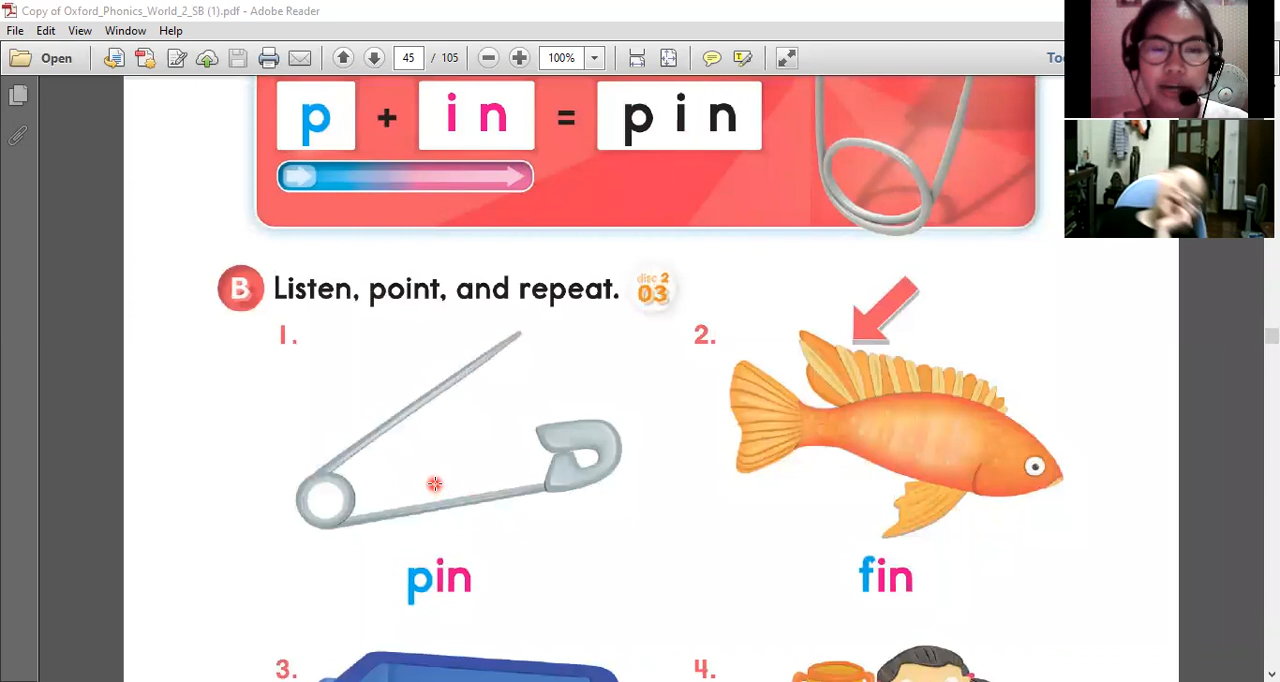 Copy of Oxford_Phonics_World_2_SB (1).pdf - Adobe Reader
File Edit View Window Help
Open 45 / 105 100% Too
p + in = pin
B Listen, point, and repeat. disc 2 03
1. 2.
pin fin
3. 4.